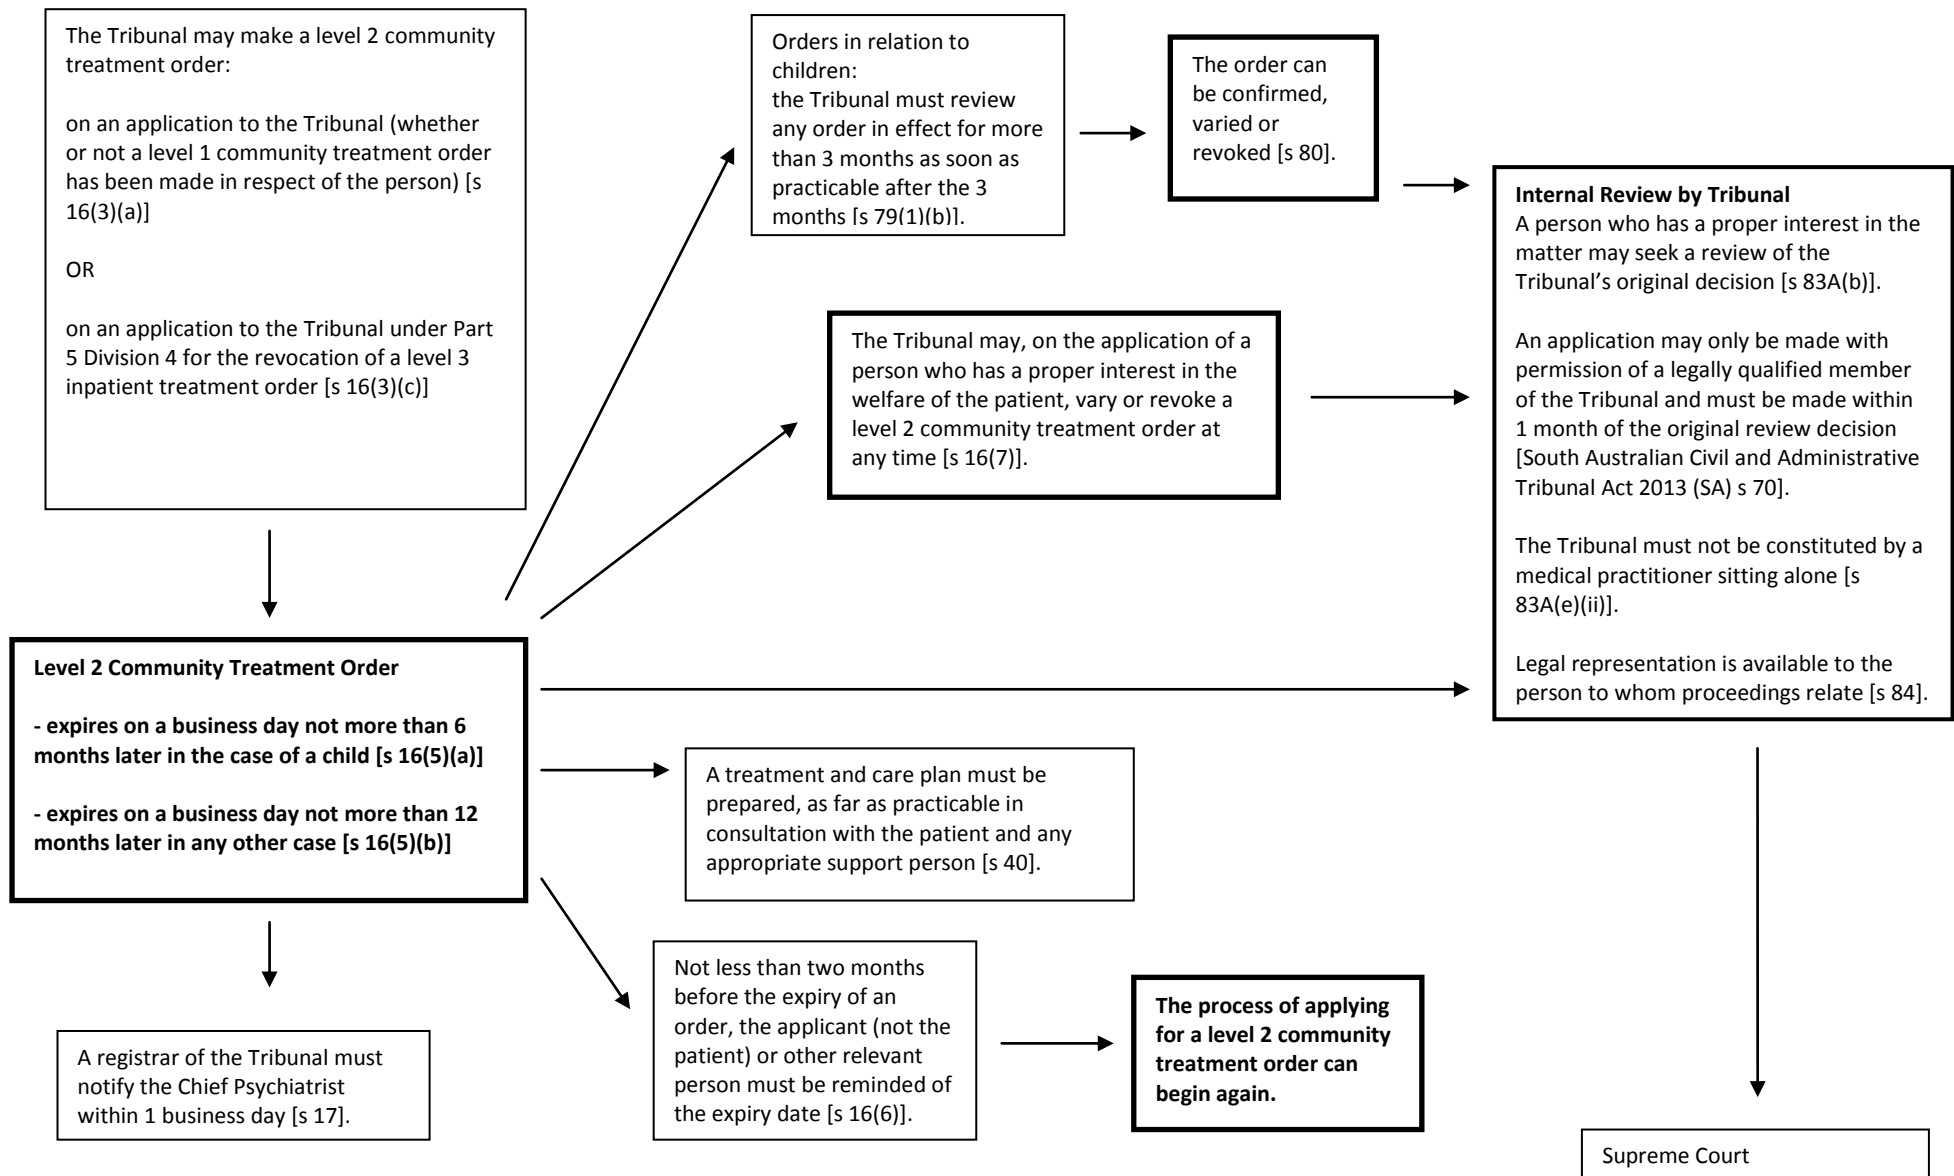 The Tribunal may make a level 2 community
treatment order:
on an application to the Tribunal (whether
or not a level 1 community treatment order
has been made in respect of the person) [s
16(3)(a)]
OR
on an application to the Tribunal under Part
5 Division 4 for the revocation of a level 3
inpatient treatment order [s 16(3)(c)]
Orders in relation to
children:
the Tribunal must review
any order in effect for more
than 3 months as soon as
practicable after the 3
months [s 79(1)(b)].
The order can
be confirmed,
varied or
revoked [s 80].
Internal Review by Tribunal
A person who has a proper interest in the
matter may seek a review of the
Tribunal's original decision [s 83A(b)].
An application may only be made with
permission of a legally qualified member
of the Tribunal and must be made within
1 month of the original review decision
[South Australian Civil and Administrative
Tribunal Act 2013 (SA) s 70].
The Tribunal must not be constituted by a
medical practitioner sitting alone [s
83A(e)(ii)].
Legal representation is available to the
person to whom proceedings relate [s 84].
The Tribunal may, on the application of a
person who has a proper interest in the
welfare of the patient, vary or revoke a
level 2 community treatment order at
any time [s 16(7)].
Level 2 Community Treatment Order
- expires on a business day not more than 6
months later in the case of a child [s 16(5)(a)]
- expires on a business day not more than 12
months later in any other case [s 16(5)(b)]
A treatment and care plan must be
prepared, as far as practicable in
consultation with the patient and any
appropriate support person [s 40].
Not less than two months
before the expiry of an
order, the applicant (not the
patient) or other relevant
person must be reminded of
the expiry date [s 16(6)].
The process of applying
for a level 2 community
treatment order can
begin again.
A registrar of the Tribunal must
notify the Chief Psychiatrist
within 1 business day [s 17].
Supreme Court